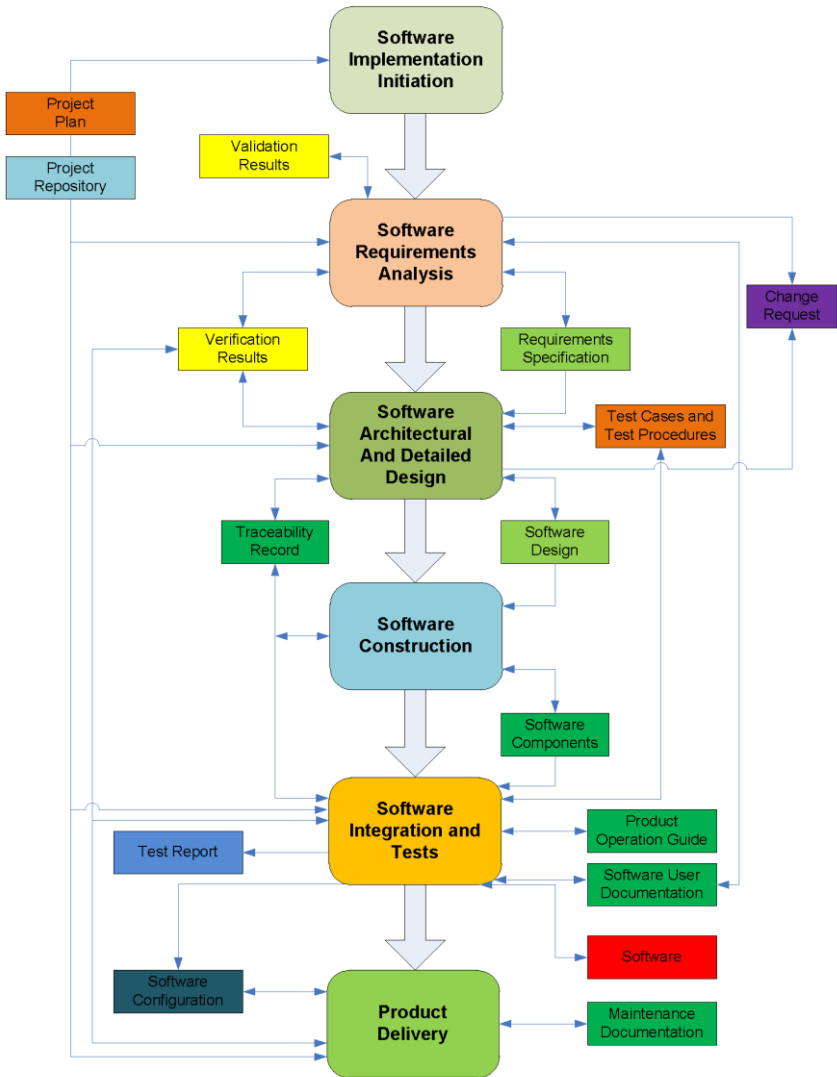 Software
Implementation
Initiation
Project
Plan
Project
Repository
Validation
Results
Software
Requirements
Analysis
Change
Request
Verification
Results
Requirements
Specification
Software
Architectural
And Detailed
Design
Test Cases and
Test Procedures
Traceability
Record
Software
Design
Software
Construction
Software
Components
Software
Integration and
Tests
Product
Operation Guide
Test Report
Software User
Documentation
Software
Software
Configuration
Product
Delivery
Maintenance
Documentation